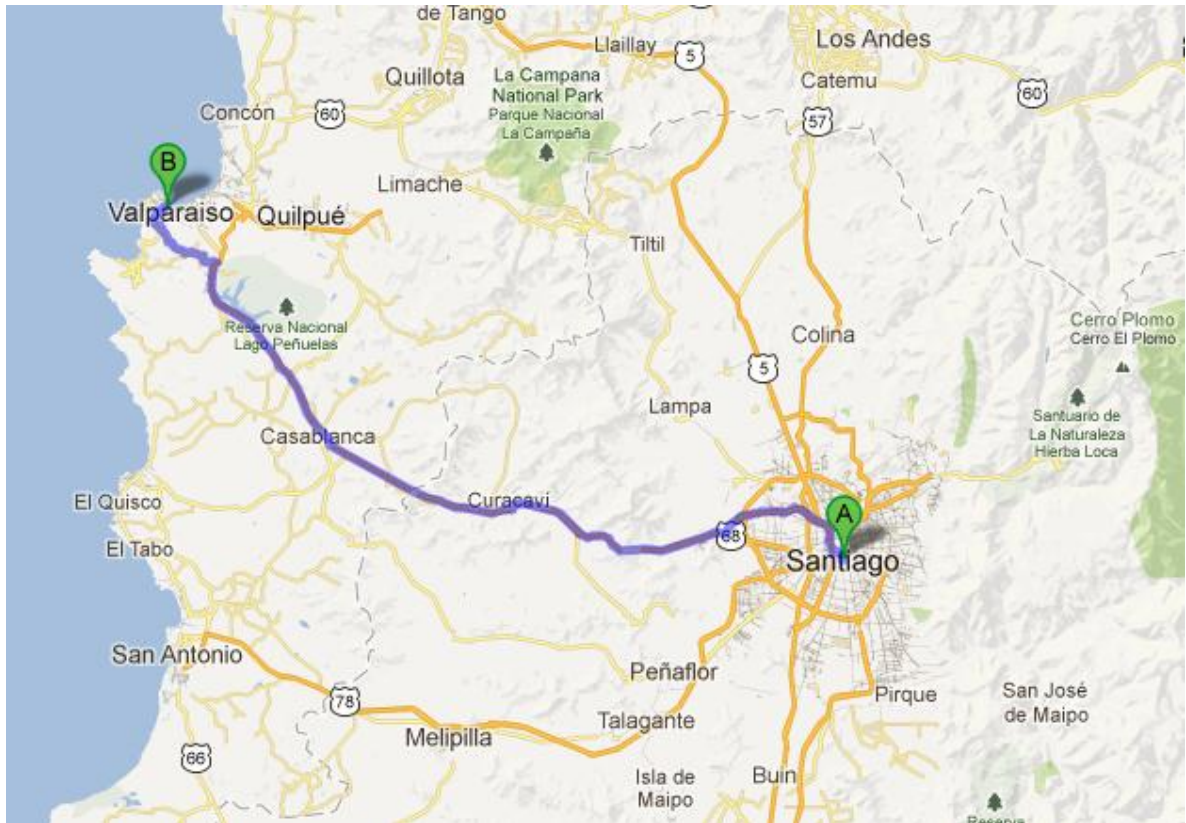 de Tango
Llaillay
5
Los Andes
Quillota
La Campana
National Park
Parque Nacional
La Campaña
Catemu
60
Concón
60
57
B
Limache
Valparaiso
Quilpué
Tiltil
Reserva Nacional
Lago Peñuelas
Colina
Cerro Plomo
Cerro El Plomo
5
Lampa
Santuario de
La Naturaleza
Hierba Loca
Casablanca
El Quisco
Curacaví
A
68
El Tabo
Santiago
San Antonio
Peñaflor
78
Pirque
San José
de Maipo
Talagante
Melipilla
66
Isla de
Maipo
Buin
Reserva